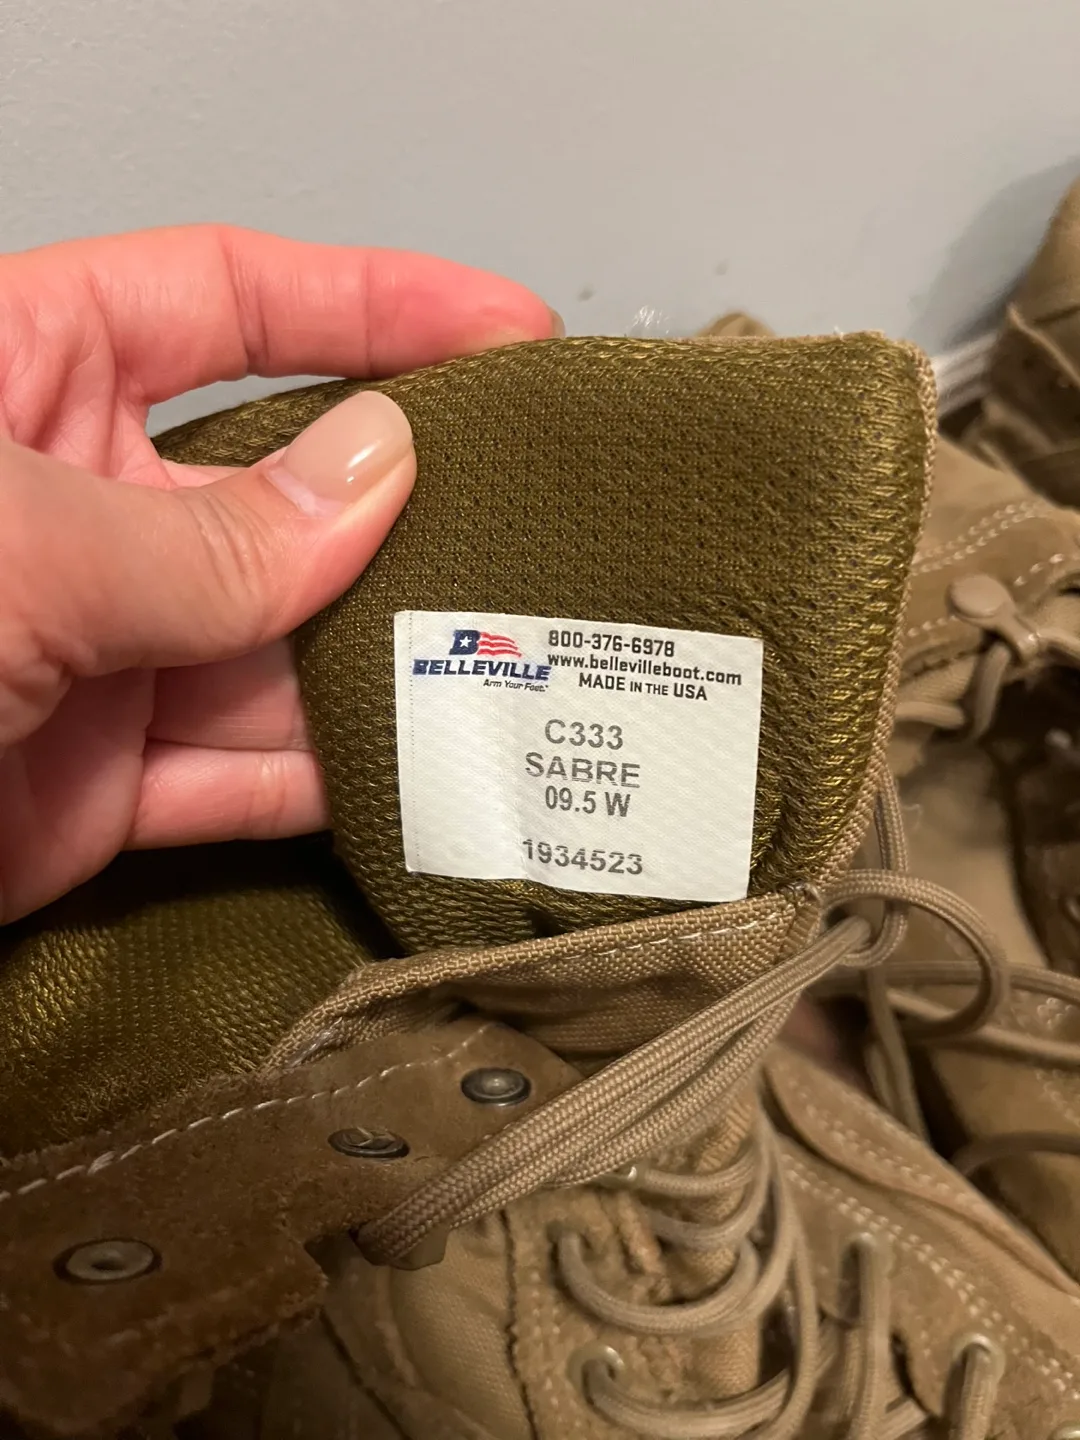 B
BELLEVILLE
Arm Your Feet.™
800-376-6978
www.bellevilleboot.com
MADE IN THE USA
C333
SABRE
09.5 W
1934523